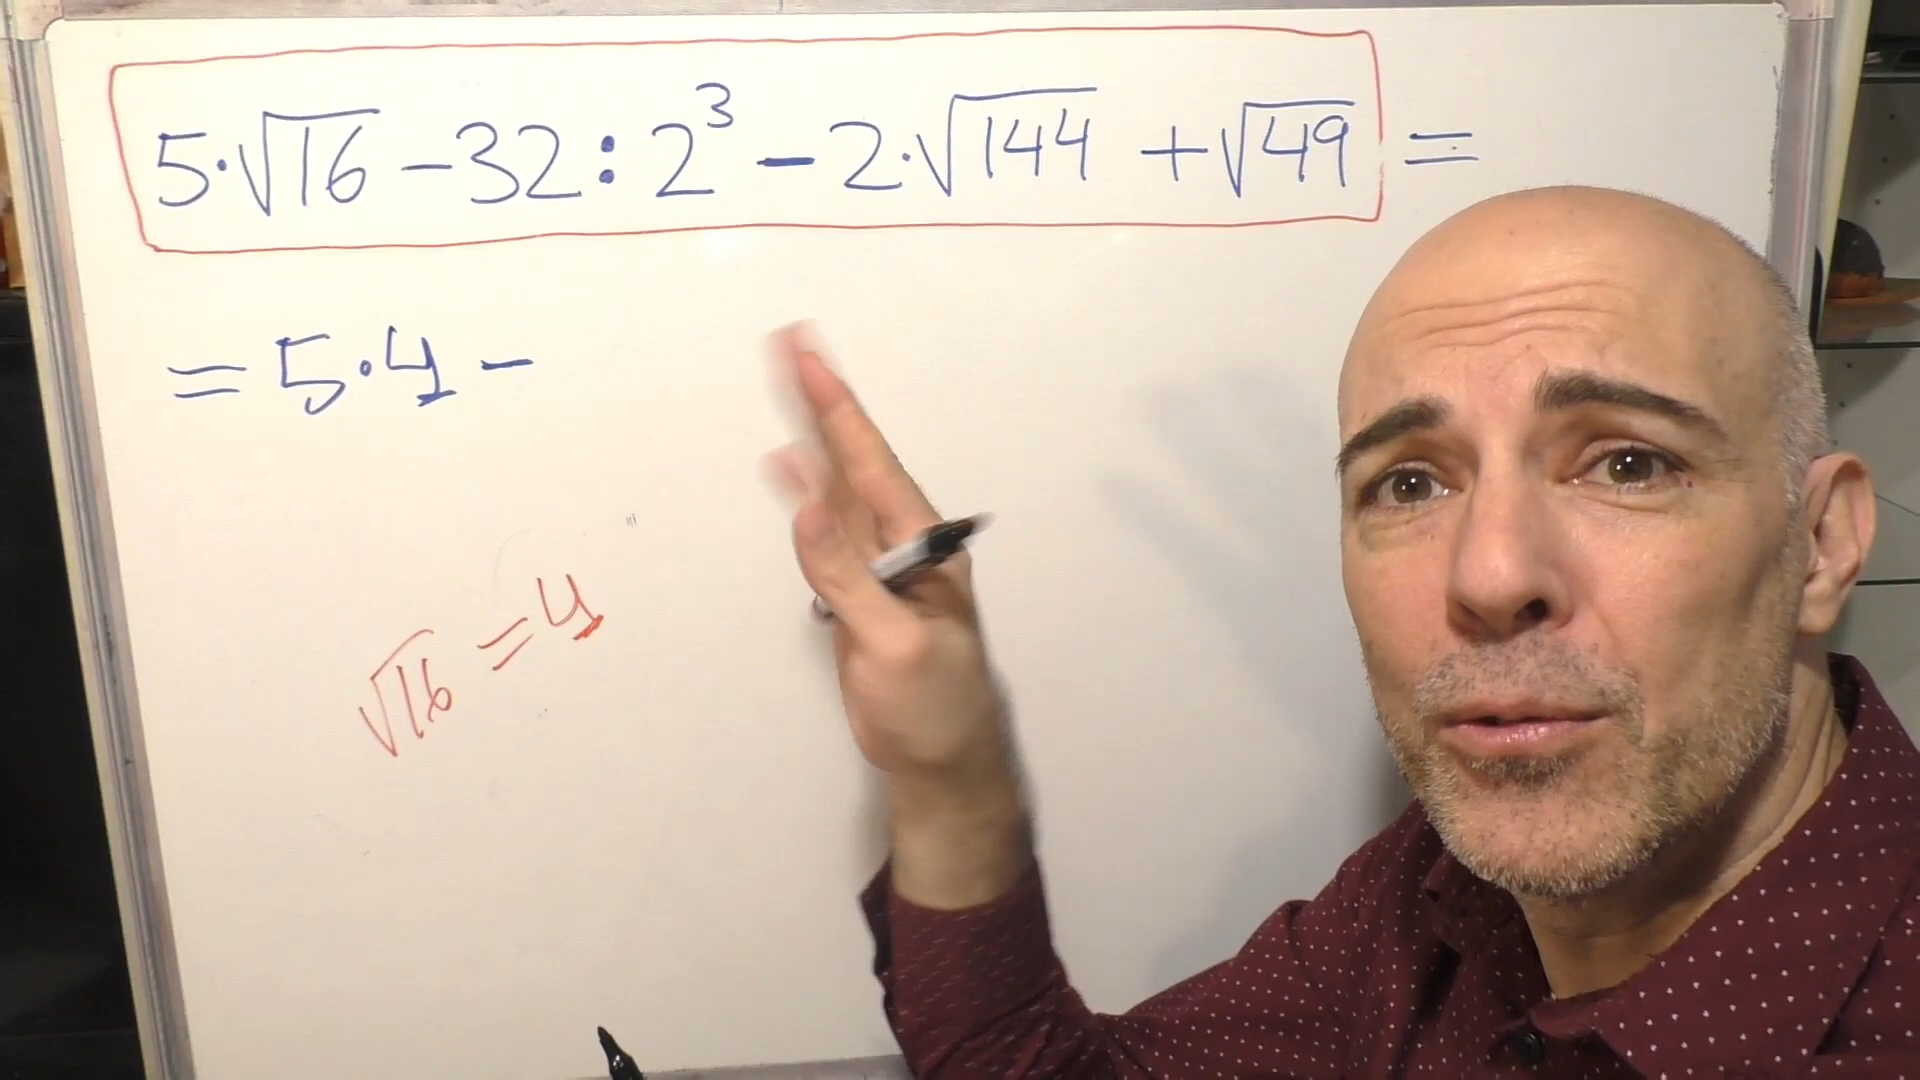 5·√16 − 32 : 2³ − 2·√144 + √49 =
= 5·4 −
√16 = 4